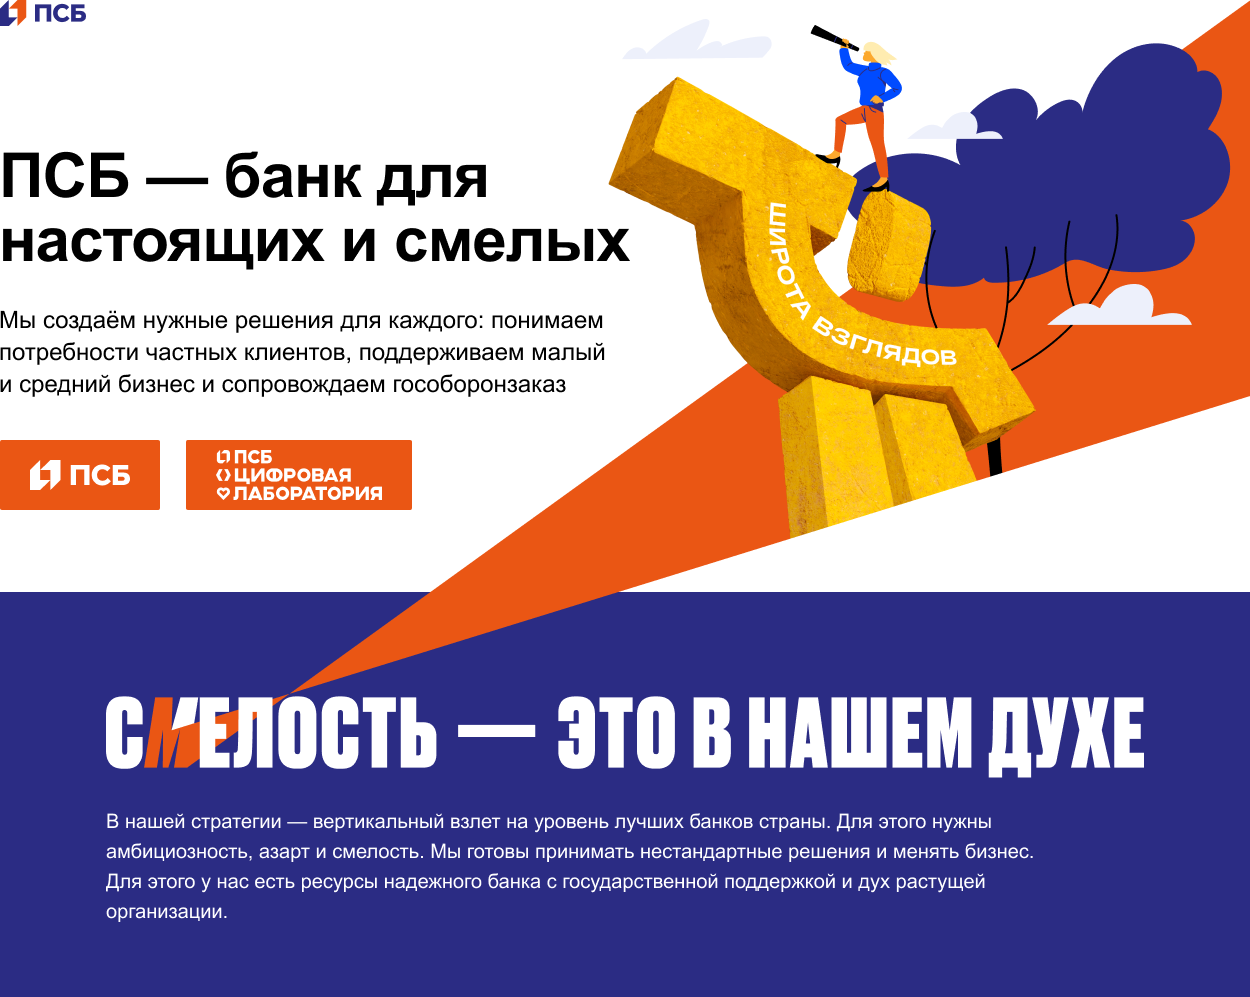 ПСБ
ПСБ — банк для
настоящих и смелых
Мы создаём нужные решения для каждого: понимаем
потребности частных клиентов, поддерживаем малый
и средний бизнес и сопровождаем гособоронзаказ
ПСБ
ПСБ
ЦИФРОВАЯ
ЛАБОРАТОРИЯ
ШИРОТА ВЗГЛЯДОВ
СМЕЛОСТЬ — ЭТО В НАШЕМ ДУХЕ
В нашей стратегии — вертикальный взлет на уровень лучших банков страны. Для этого нужны
амбициозность, азарт и смелость. Мы готовы принимать нестандартные решения и менять бизнес.
Для этого у нас есть ресурсы надежного банка с государственной поддержкой и дух растущей
организации.